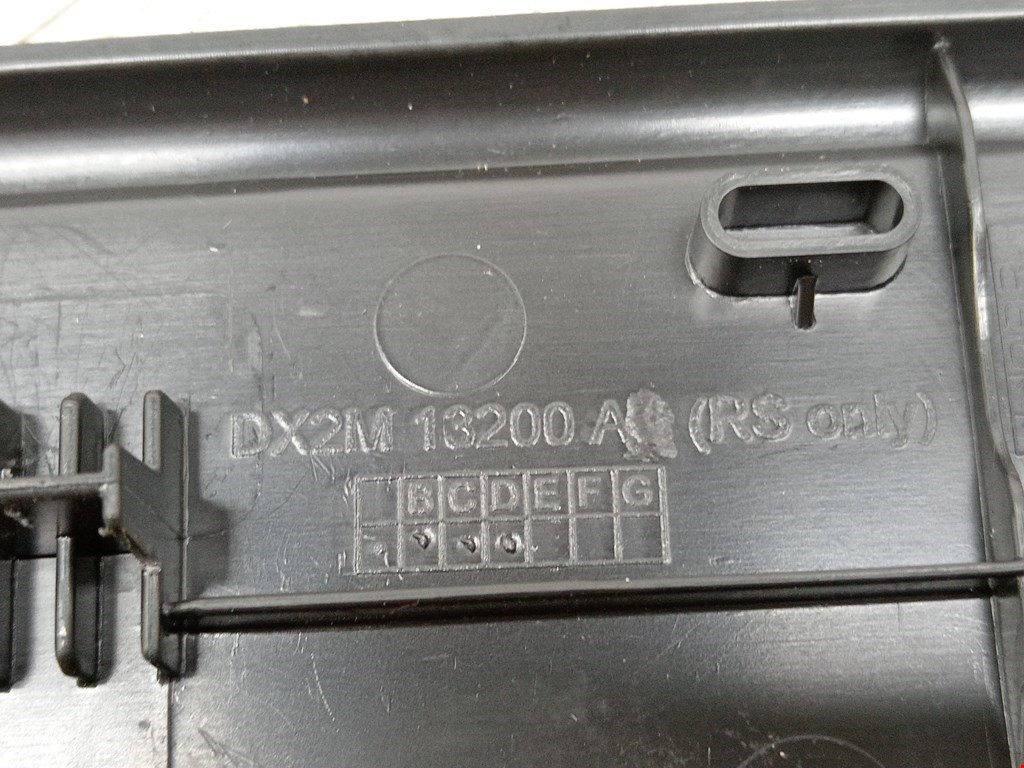 DX2M 13200 A (RS only)
B C D E F G